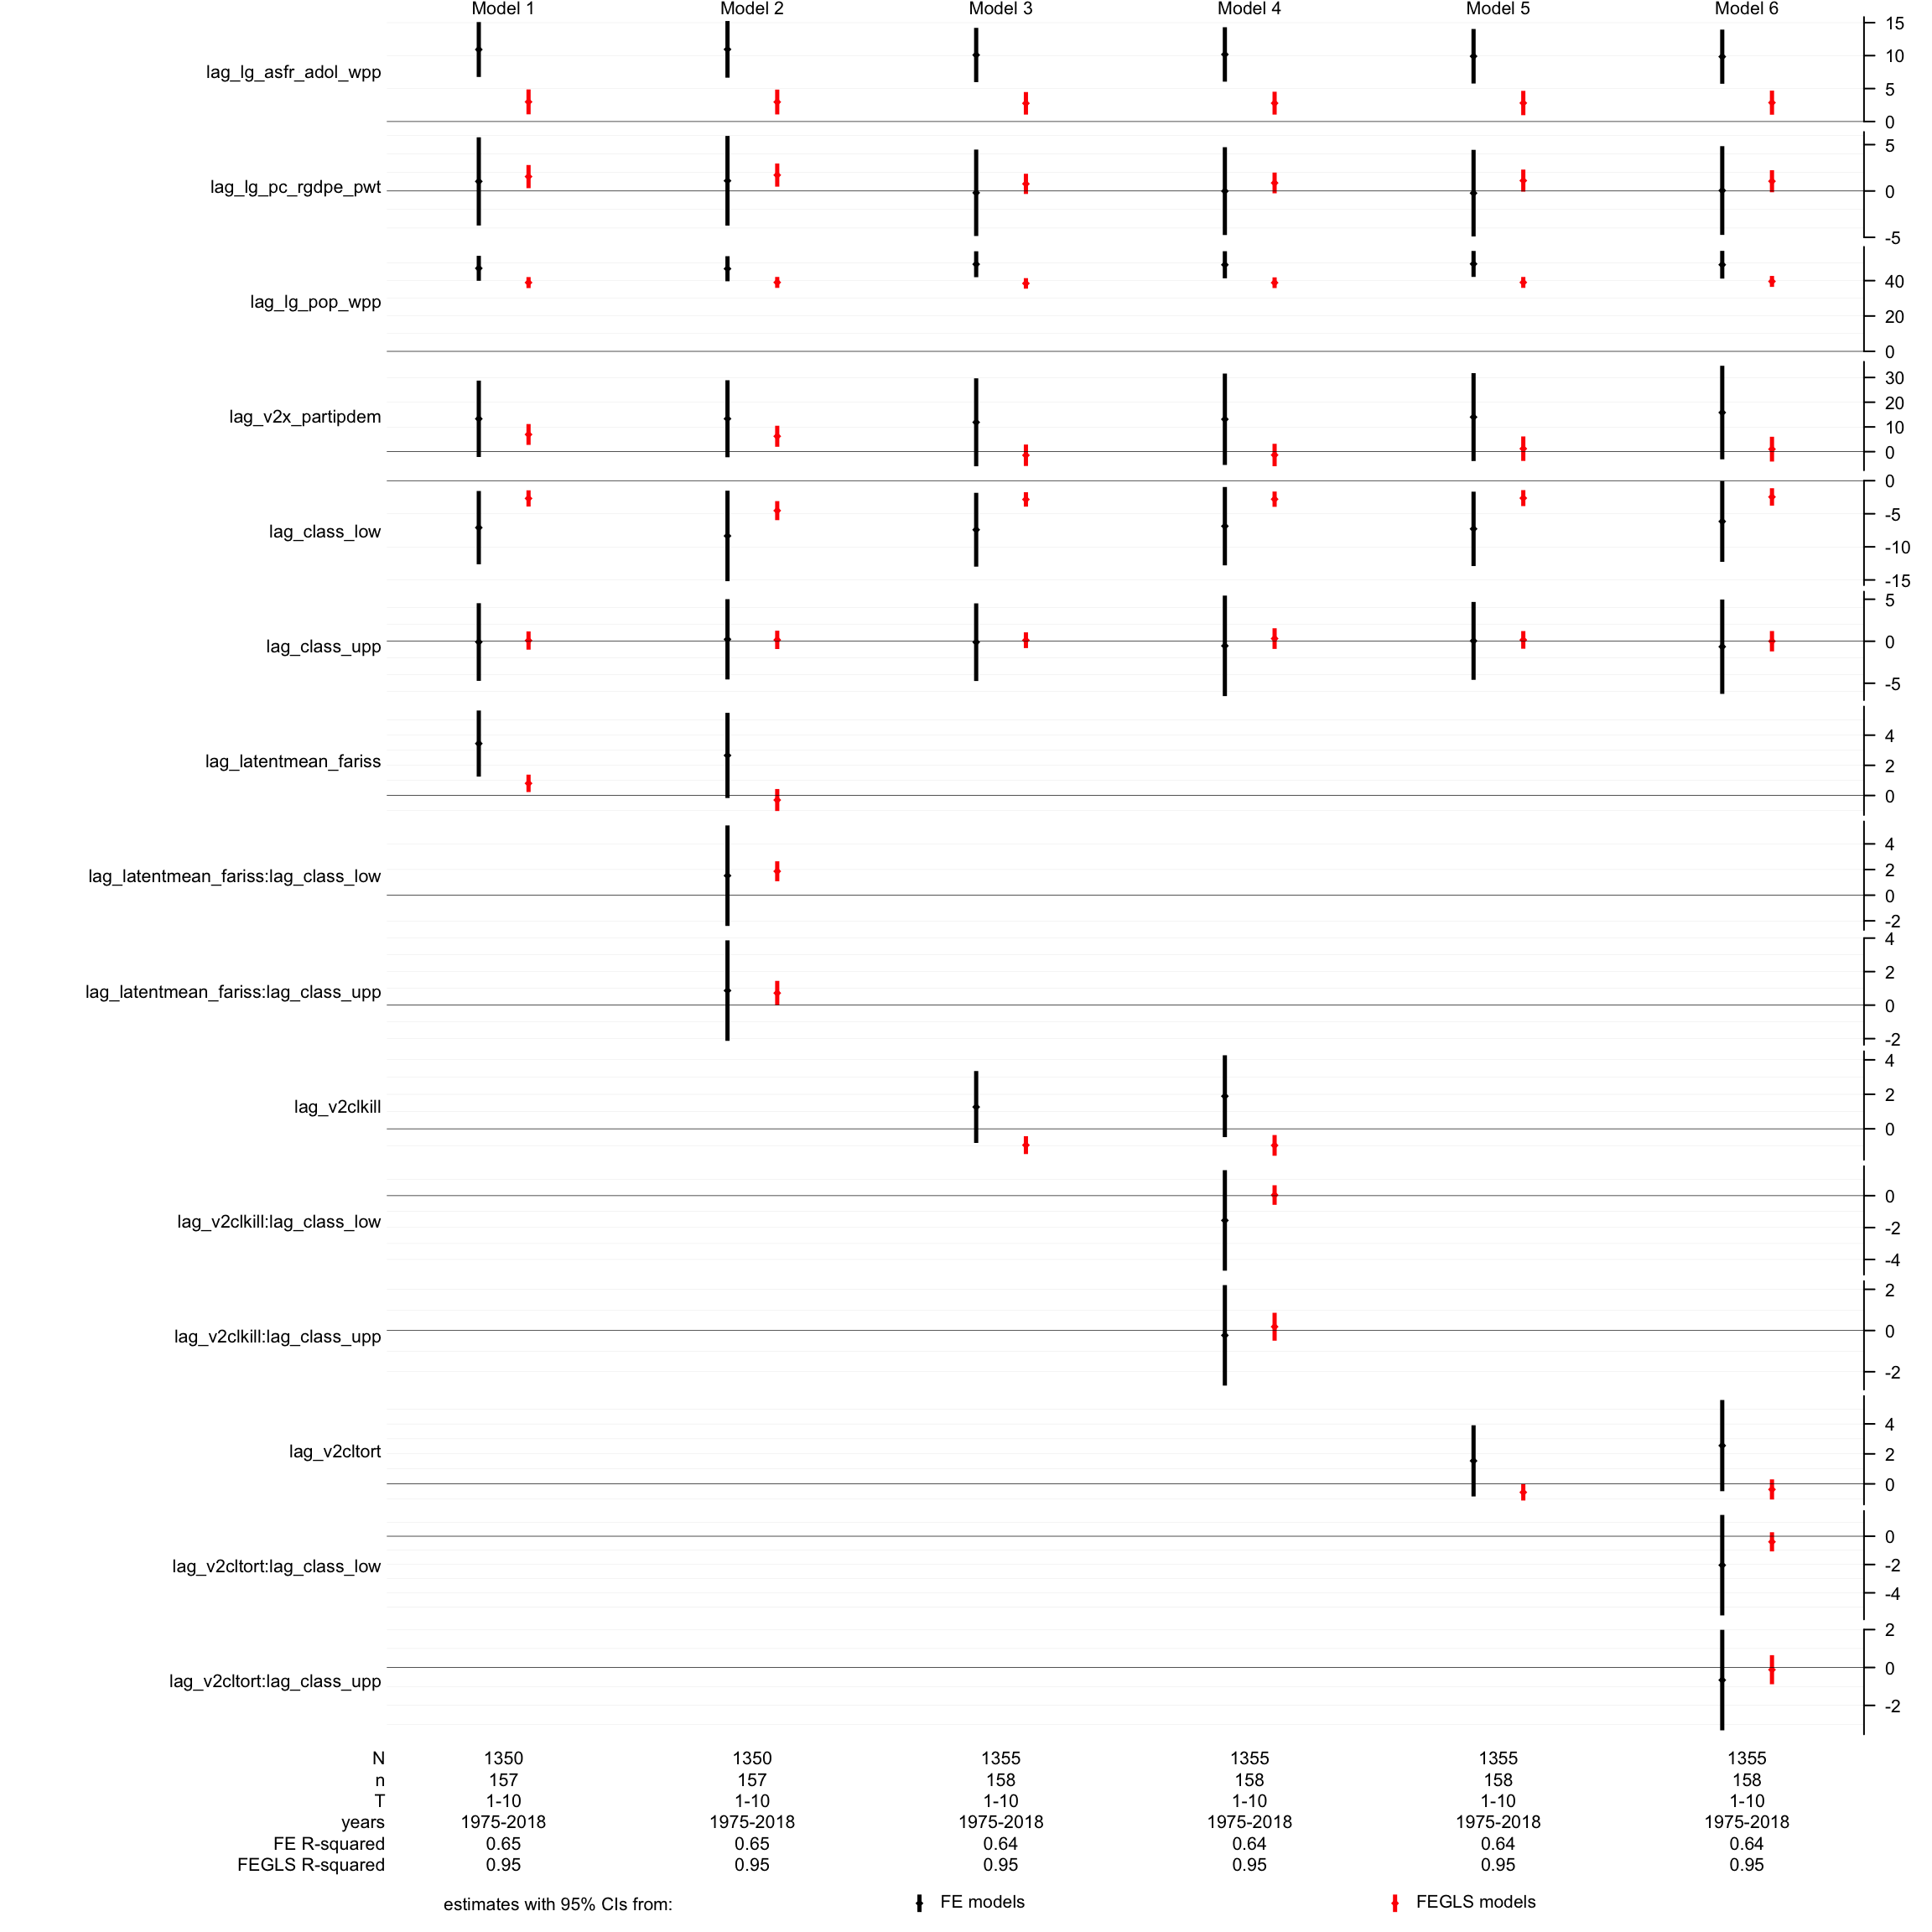 Model 1 Model 2 Model 3 Model 4 Model 5 Model 6
lag_lg_asfr_adol_wpp
15
10
5
0
lag_lg_pc_rgdpe_pwt
5
0
-5
lag_lg_pop_wpp
40
20
0
lag_v2x_partipdem
30
20
10
0
lag_class_low
0
-5
-10
-15
lag_class_upp
5
0
-5
lag_latentmean_fariss
4
2
0
lag_latentmean_fariss:lag_class_low
4
2
0
-2
lag_latentmean_fariss:lag_class_upp
4
2
0
-2
lag_v2clkill
4
2
0
lag_v2clkill:lag_class_low
0
-2
-4
lag_v2clkill:lag_class_upp
2
0
-2
lag_v2cltort
4
2
0
lag_v2cltort:lag_class_low
0
-2
-4
lag_v2cltort:lag_class_upp
2
0
-2
N 1350 1350 1355 1355 1355 1355
n 157 157 158 158 158 158
T 1-10 1-10 1-10 1-10 1-10 1-10
years 1975-2018 1975-2018 1975-2018 1975-2018 1975-2018 1975-2018
FE R-squared 0.65 0.65 0.64 0.64 0.64 0.64
FEGLS R-squared 0.95 0.95 0.95 0.95 0.95 0.95
estimates with 95% CIs from: FE models FEGLS models